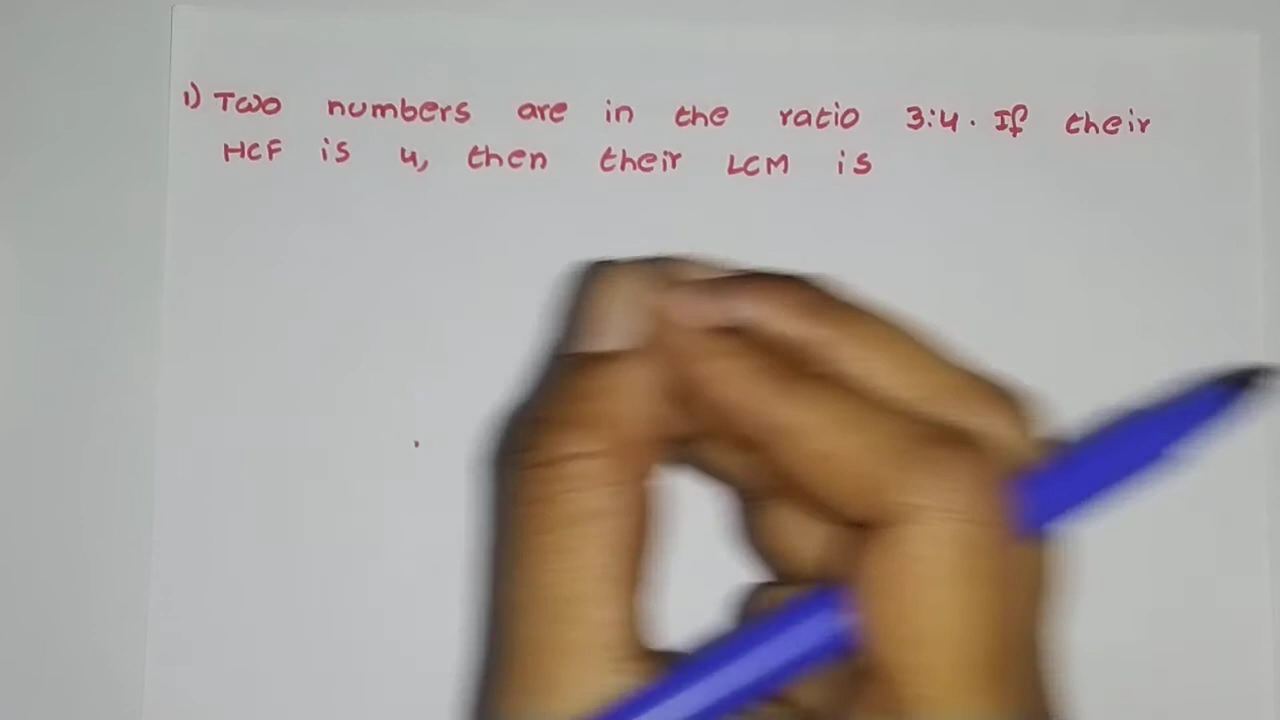 1) Two numbers are in the ratio 3:4. If their
HCF is 4, then their LCM is